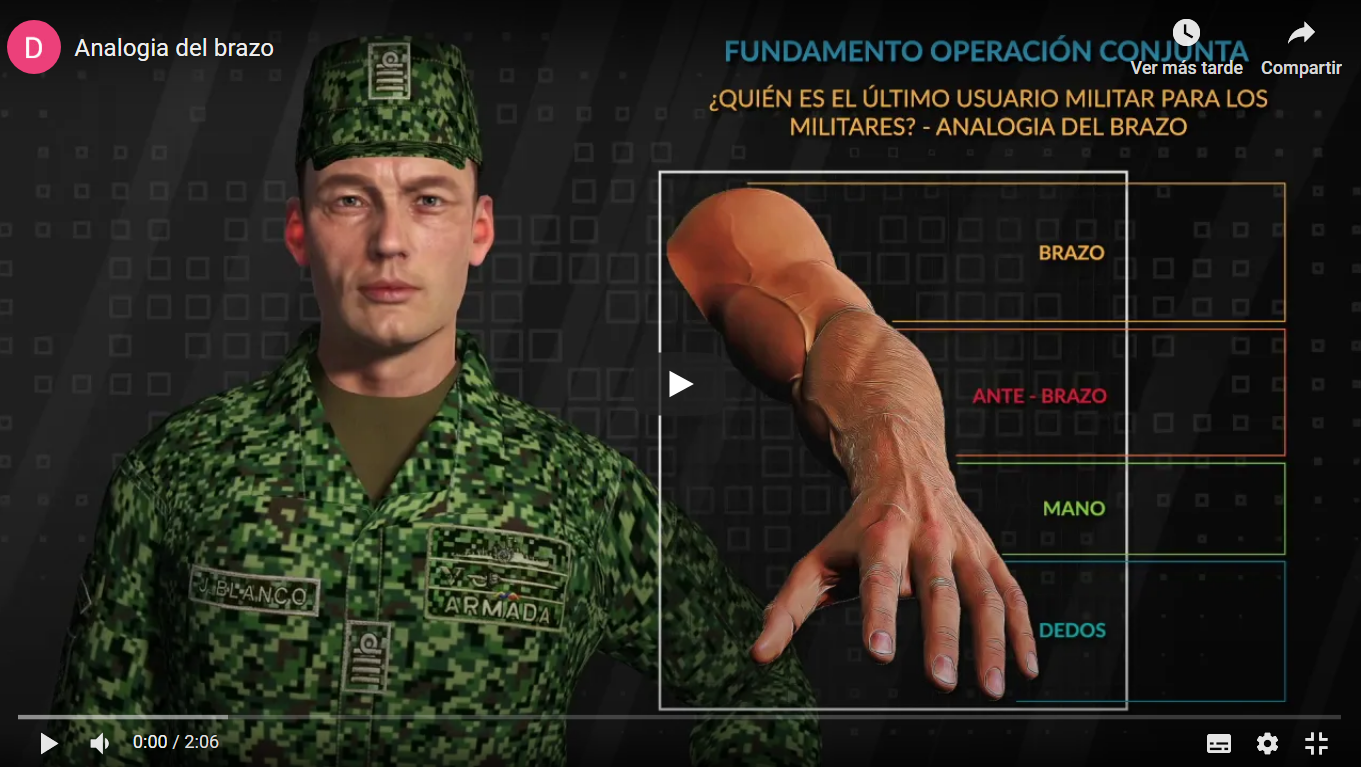 D
Analogia del brazo
FUNDAMENTO OPERACIÓN CONJUNTA
Ver más tarde
Compartir
¿QUIÉN ES EL ÚLTIMO USUARIO MILITAR PARA LOS
MILITARES? - ANALOGIA DEL BRAZO
BRAZO
ANTE - BRAZO
MANO
DEDOS
J BLANCO
ARMADA
0:00 / 2:06